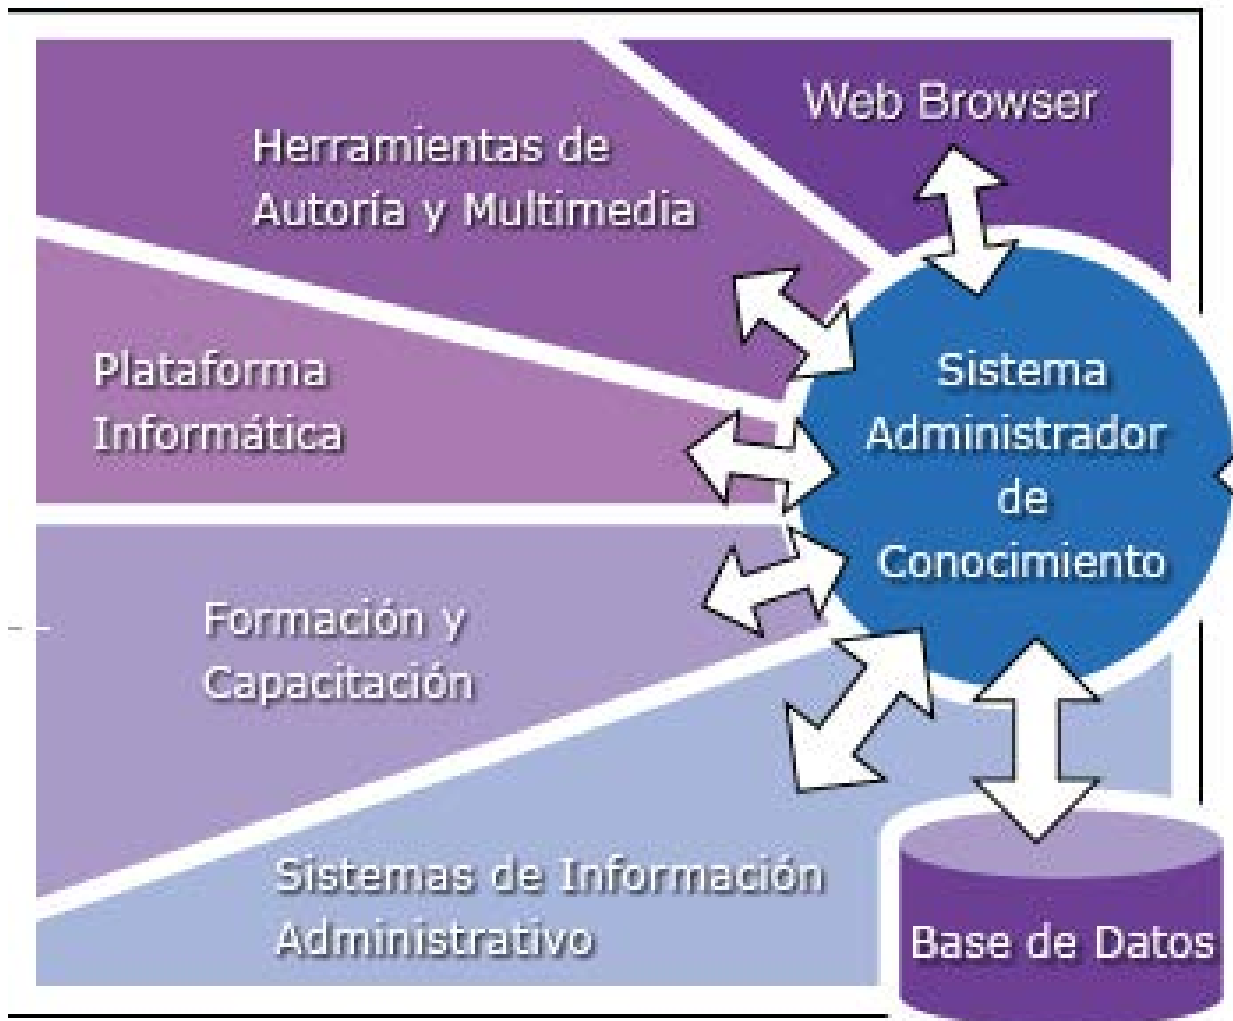 Web Browser
Herramientas de
Autoría y Multimedia
Plataforma
Informática
Sistema
Administrador
de
Conocimiento
Formación y
Capacitación
Sistemas de Información
Administrativo
Base de Datos